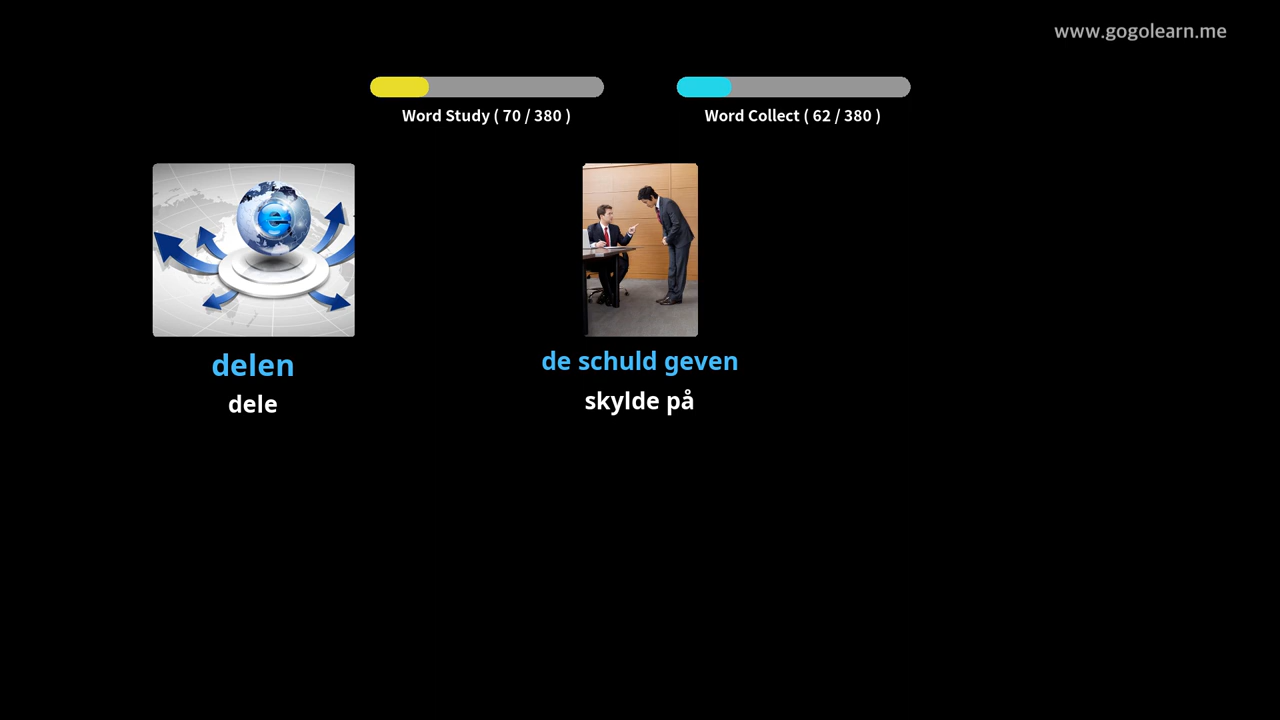 www.gogolearn.me
Word Study ( 70 / 380 )
Word Collect ( 62 / 380 )
e
delen
dele
de schuld geven
skylde på